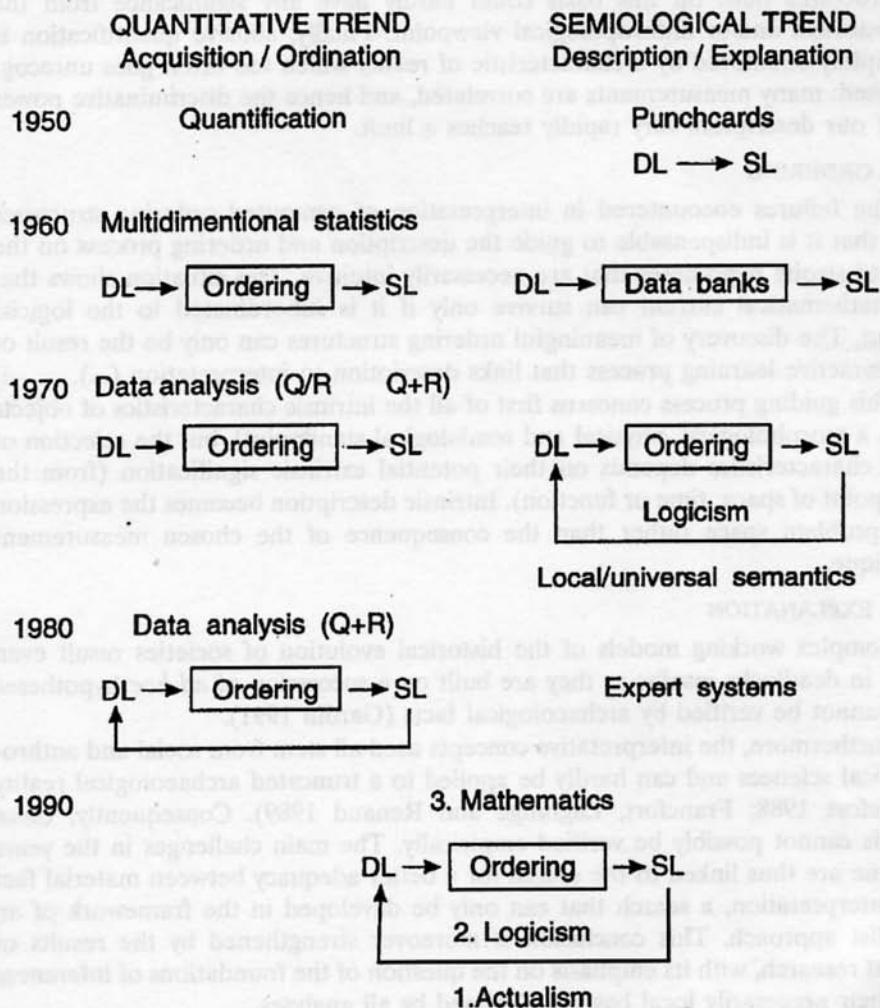 QUANTITATIVE TREND SEMIOLOGICAL TREND
Acquisition / Ordination Description / Explanation
1950 Quantification Punchcards
DL → SL
1960 Multidimentional statistics
DL → Ordering → SL DL → Data banks → SL
1970 Data analysis (Q/R Q+R)
DL → Ordering → SL DL → Ordering → SL
Logicism
Local/universal semantics
1980 Data analysis (Q+R)
DL → Ordering → SL Expert systems
1990 3. Mathematics
DL → Ordering → SL
2. Logicism
1.Actualism